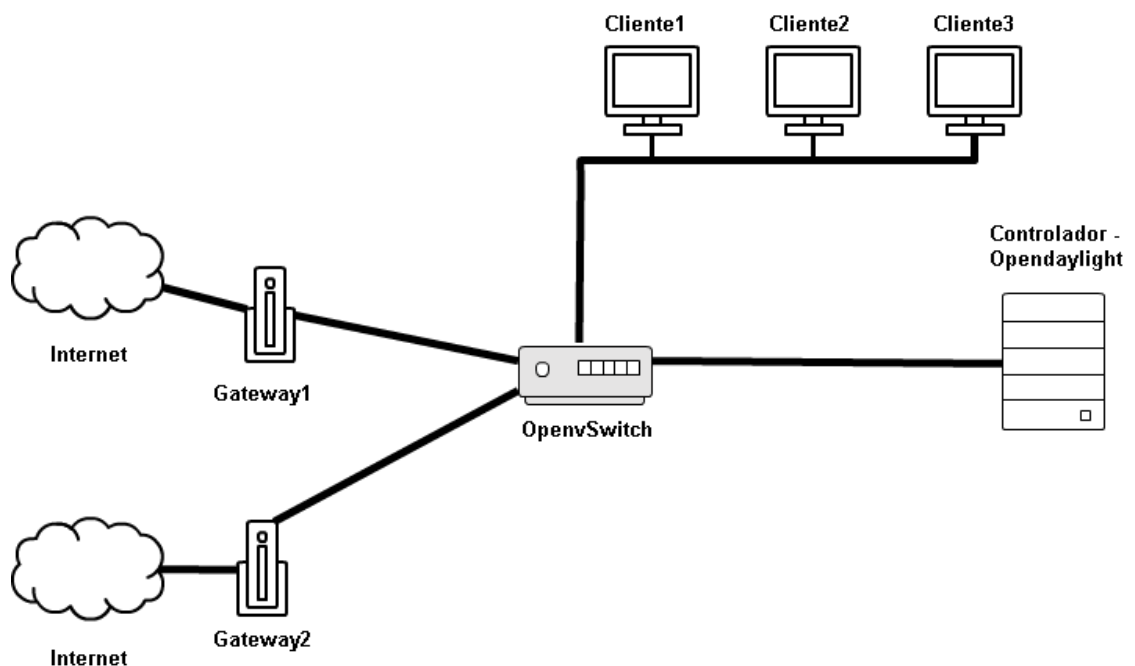 Cliente1
Cliente2
Cliente3
Controlador -
Opendaylight
Internet
Gateway1
OpenvSwitch
Gateway2
Internet